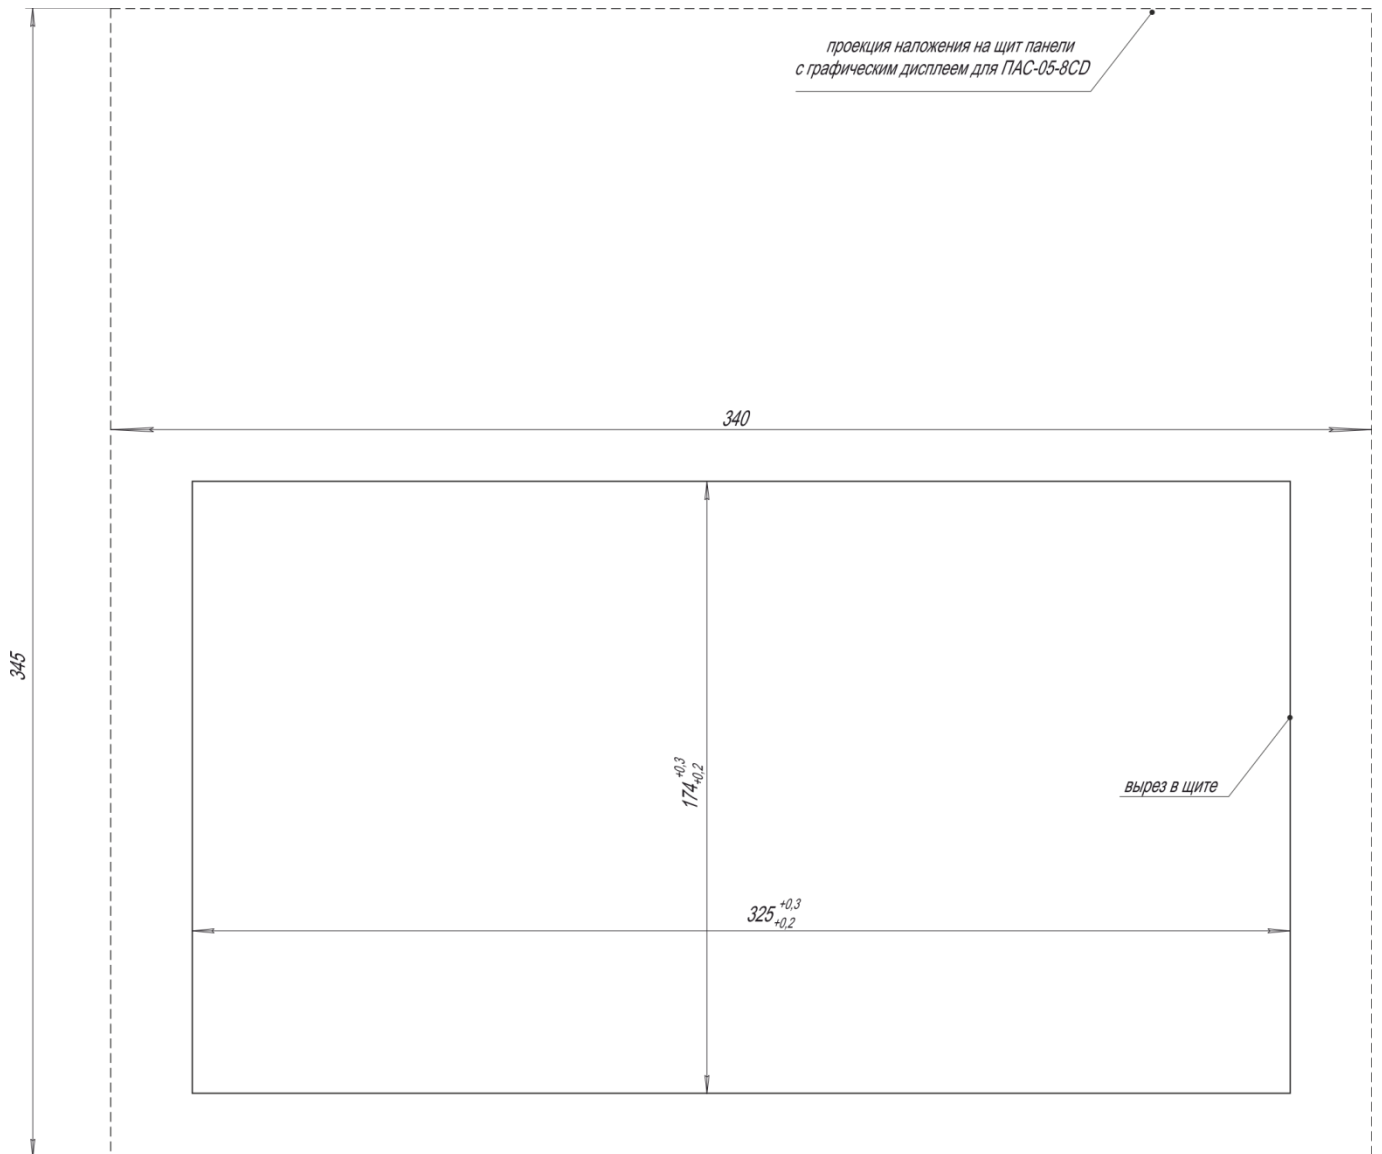 проекция наложения на щит панели
с графическим дисплеем для ПАС-05-8CD
340
345
174 +0,3 +0,2
вырез в щите
325 +0,3 +0,2